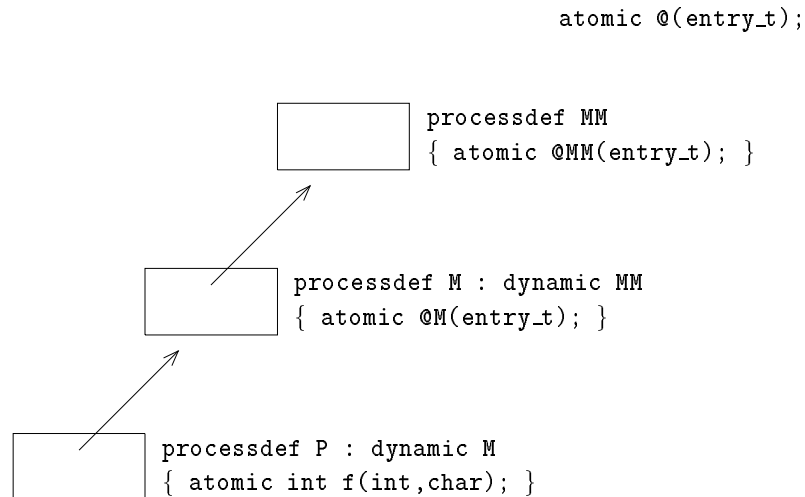 atomic @(entry_t);
processdef MM
{ atomic @MM(entry_t); }
processdef M : dynamic MM
{ atomic @M(entry_t); }
processdef P : dynamic M
{ atomic int f(int,char); }